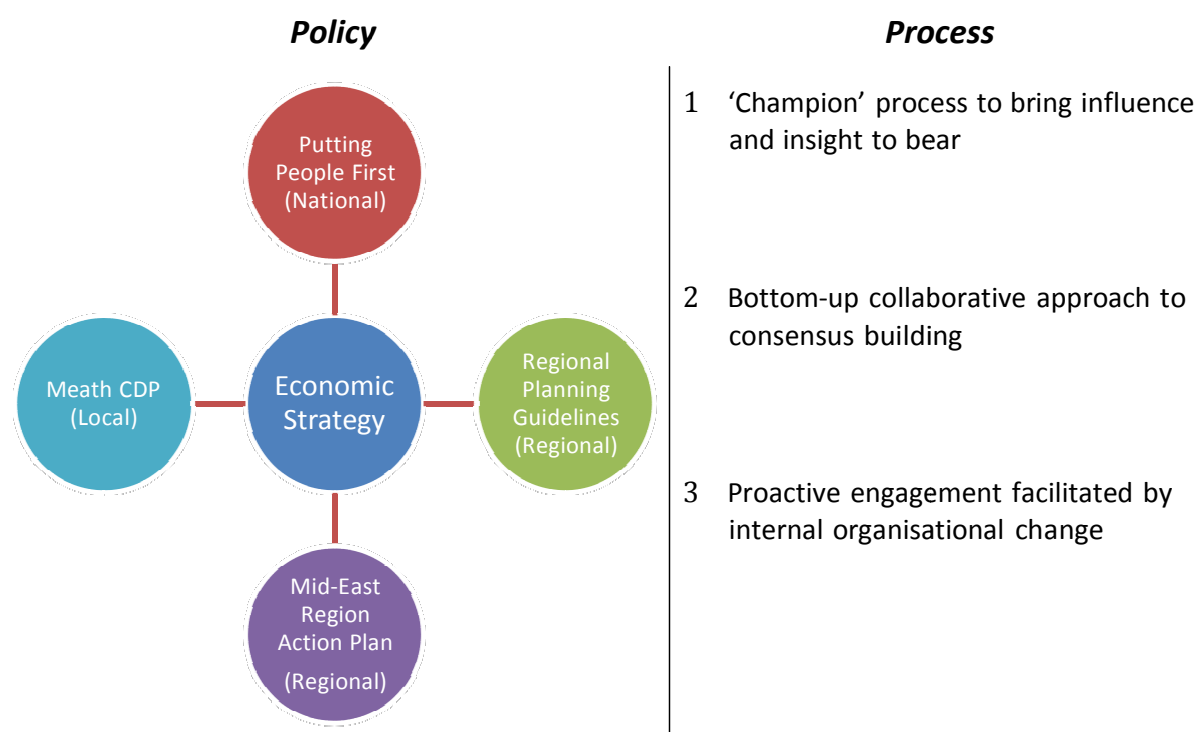 Policy
Putting
People First
(National)
Meath CDP
(Local)
Economic
Strategy
Regional
Planning
Guidelines
(Regional)
Mid-East
Region
Action Plan
(Regional)
Process
1 ‘Champion’ process to bring influence
and insight to bear
2 Bottom-up collaborative approach to
consensus building
3 Proactive engagement facilitated by
internal organisational change